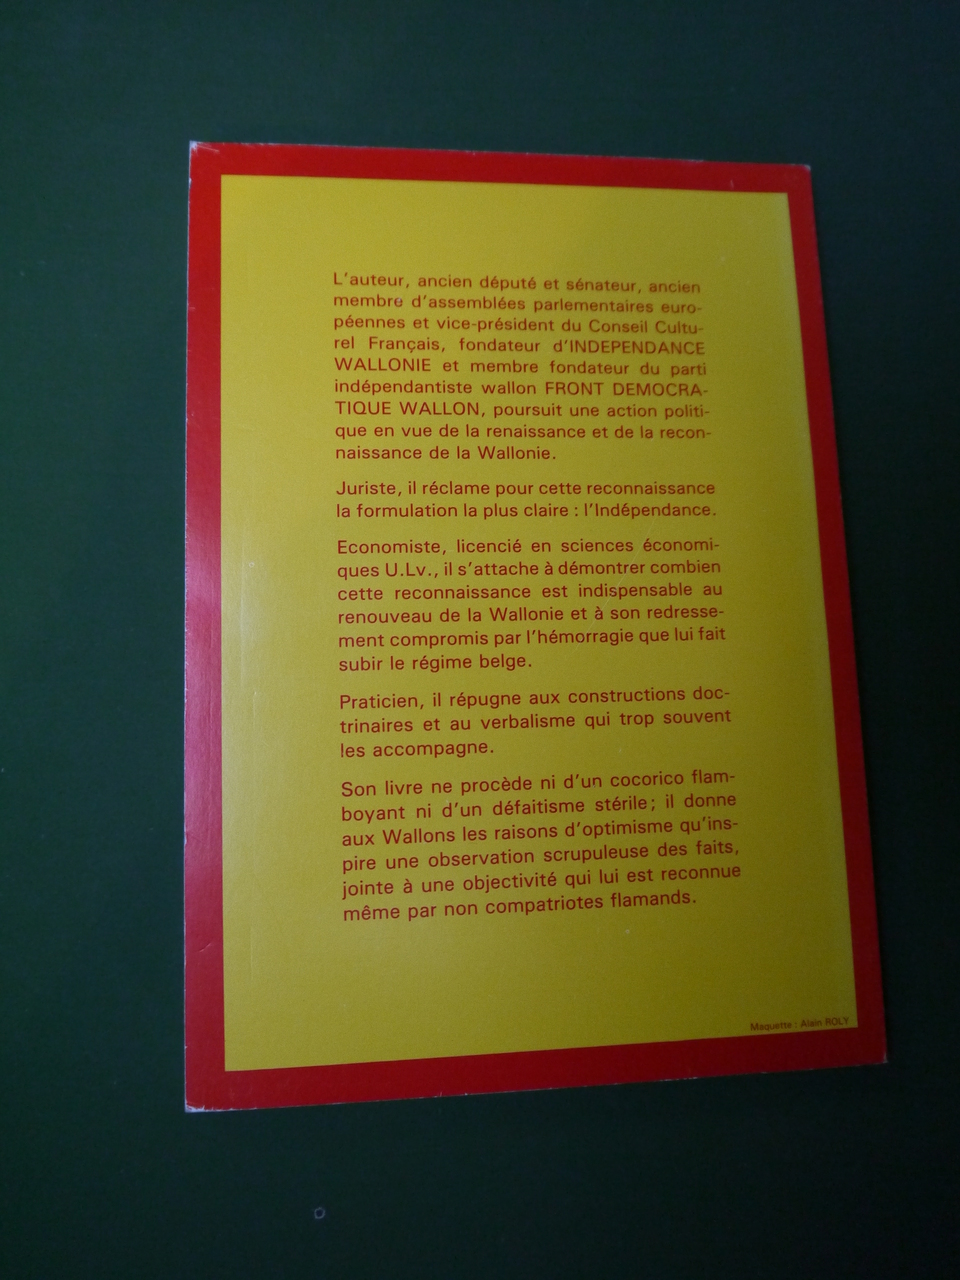 L'auteur, ancien député et sénateur, ancien
membre d'assemblées parlementaires euro-
péennes et vice-président du Conseil Cultu-
rel Français, fondateur d'INDEPENDANCE
WALLONIE et membre fondateur du parti
indépendantiste wallon FRONT DEMOCRA-
TIQUE WALLON, poursuit une action politi-
que en vue de la renaissance et de la recon-
naissance de la Wallonie.
Juriste, il réclame pour cette reconnaissance
la formulation la plus claire : l'Indépendance.
Economiste, licencié en sciences économi-
ques U.Lv., il s'attache à démontrer combien
cette reconnaissance est indispensable au
renouveau de la Wallonie et à son redresse-
ment compromis par l'hémorragie que lui fait
subir le régime belge.
Praticien, il répugne aux constructions doc-
trinaires et au verbalisme qui trop souvent
les accompagne.
Son livre ne procède ni d'un cocorico flam-
boyant ni d'un défaitisme stérile; il donne
aux Wallons les raisons d'optimisme qu'ins-
pire une observation scrupuleuse des faits,
jointe à une objectivité qui lui est reconnue
même par non compatriotes flamands.
Maquette : Alain ROLY